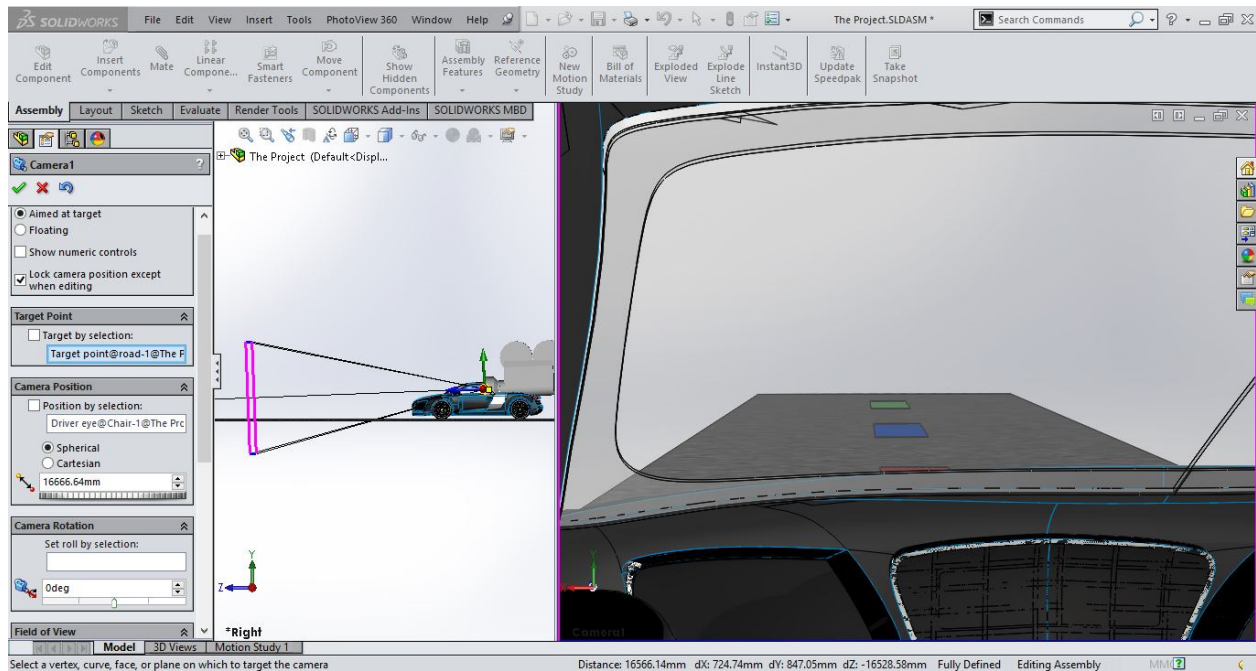 SOLIDWORKS File Edit View Insert Tools PhotoView 360 Window Help The Project.SLDASM * Search Commands ?
Edit Component
Insert Components
Mate
Linear Compone...
Smart Fasteners
Move Component
Show Hidden Components
Assembly Features
Reference Geometry
New Motion Study
Bill of Materials
Exploded View
Explode Line Sketch
Instant3D
Update Speedpak
Take Snapshot
Assembly Layout Sketch Evaluate Render Tools SOLIDWORKS Add-Ins SOLIDWORKS MBD
The Project (Default<Displ...
Camera1 ?
Aimed at target
Floating
Show numeric controls
Lock camera position except
when editing
Target Point
Target by selection:
Target point@road-1@The P
Camera Position
Position by selection:
Driver eye@Chair-1@The Prc
Spherical
Cartesian
16666.64mm
Camera Rotation
Set roll by selection:
0deg
Field of View
Y
Z
*Right
Y
Camera1
Model 3D Views Motion Study 1
Select a vertex, curve, face, or plane on which to target the camera Distance: 16566.14mm dX: 724.74mm dY: 847.05mm dZ: -16528.58mm Fully Defined Editing Assembly